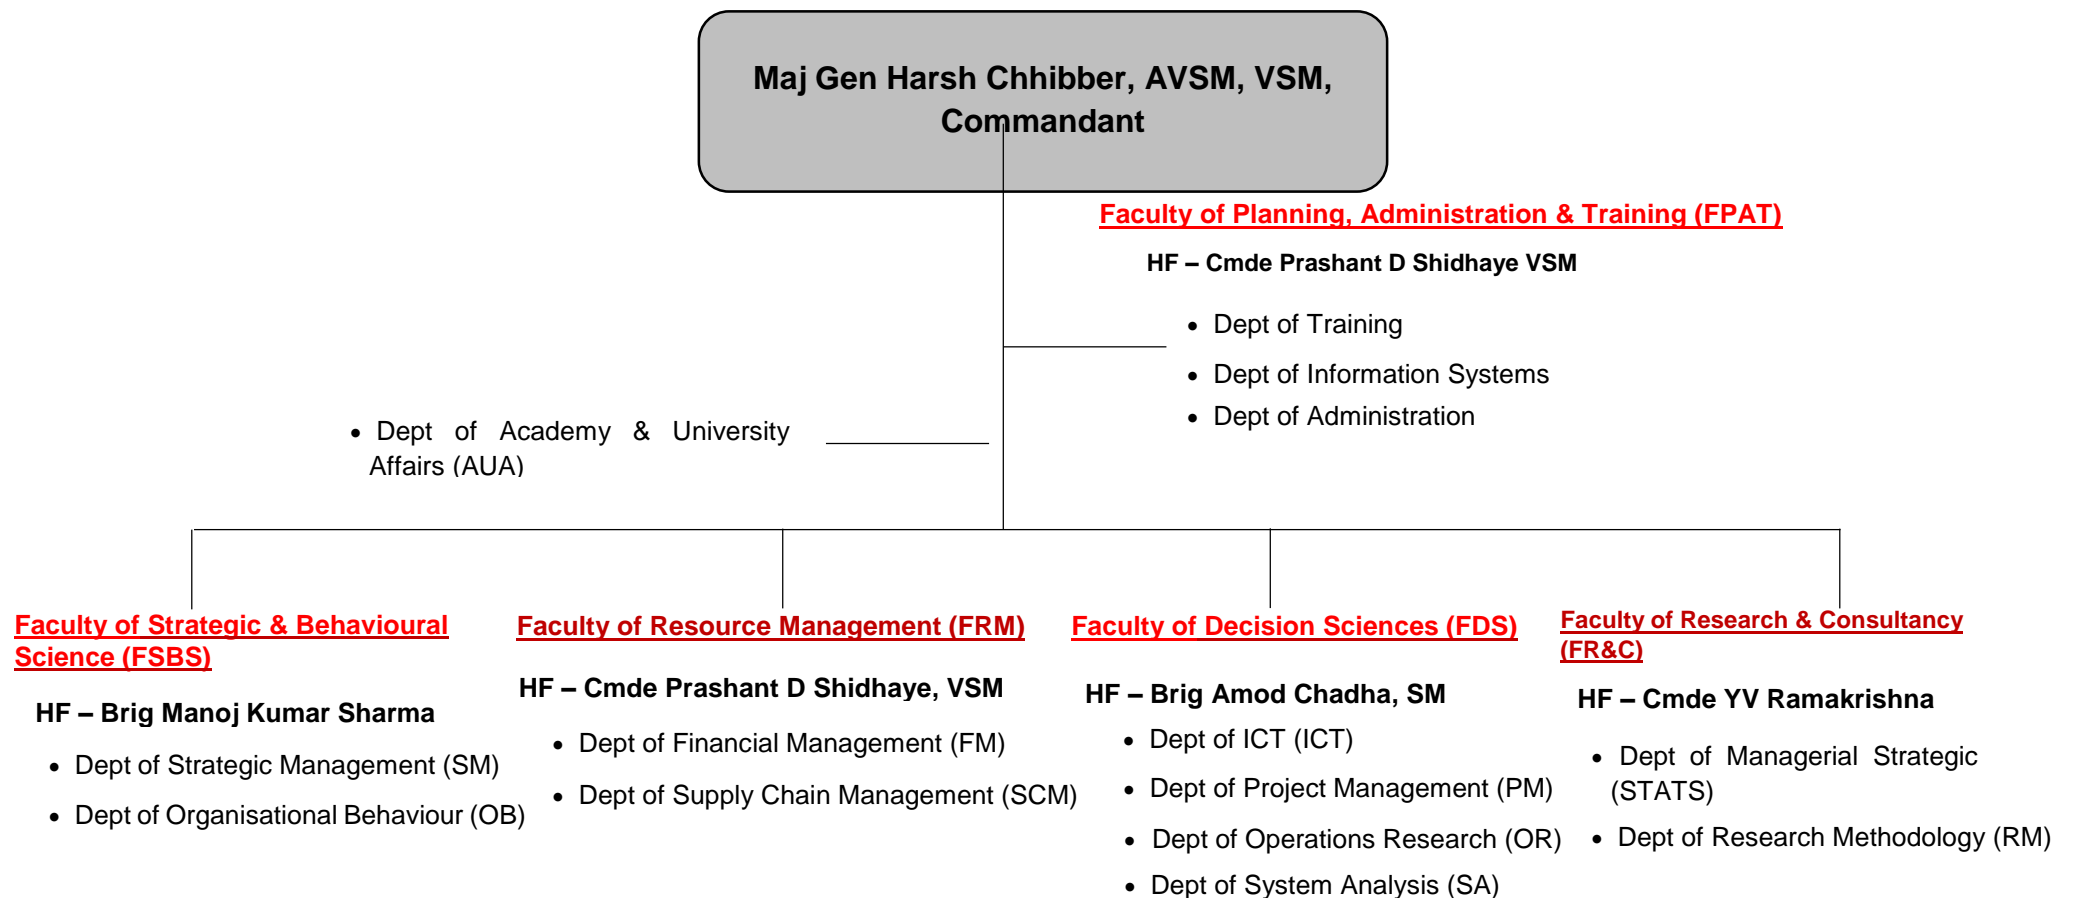 Maj Gen Harsh Chhibber, AVSM, VSM,
Commandant
Faculty of Planning, Administration & Training (FPAT)
HF – Cmde Prashant D Shidhaye VSM
• Dept of Training
• Dept of Information Systems
• Dept of Administration
• Dept of Academy & University
Affairs (AUA)
Faculty of Strategic & Behavioural
Science (FSBS)
HF – Brig Manoj Kumar Sharma
• Dept of Strategic Management (SM)
• Dept of Organisational Behaviour (OB)
Faculty of Resource Management (FRM)
HF – Cmde Prashant D Shidhaye, VSM
• Dept of Financial Management (FM)
• Dept of Supply Chain Management (SCM)
Faculty of Decision Sciences (FDS)
HF – Brig Amod Chadha, SM
• Dept of ICT (ICT)
• Dept of Project Management (PM)
• Dept of Operations Research (OR)
• Dept of System Analysis (SA)
Faculty of Research & Consultancy
(FR&C)
HF – Cmde YV Ramakrishna
• Dept of Managerial Strategic
(STATS)
• Dept of Research Methodology (RM)